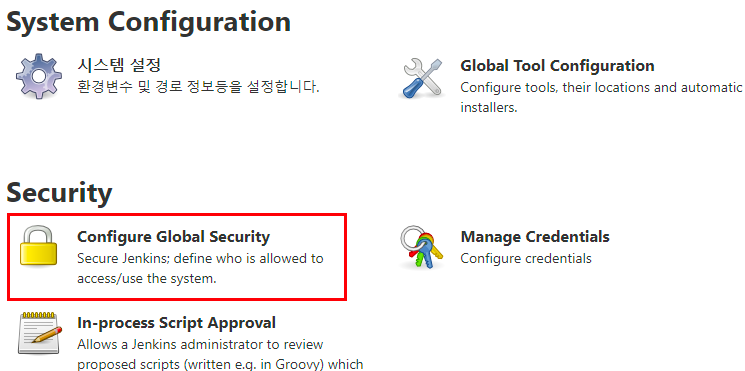 System Configuration
시스템 설정
환경변수 및 경로 정보등을 설정합니다.
Global Tool Configuration
Configure tools, their locations and automatic
installers.
Security
Configure Global Security
Secure Jenkins; define who is allowed to
access/use the system.
Manage Credentials
Configure credentials
In-process Script Approval
Allows a Jenkins administrator to review
proposed scripts (written e.g. in Groovy) which